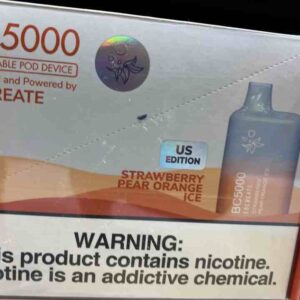 5000
ABLE POD DEVICE
and Powered by
REATE
US
EDITION
STRAWBERRY
PEAR ORANGE
ICE
BC5000
WARNING:
is product contains nicotine.
otine is an addictive chemical.